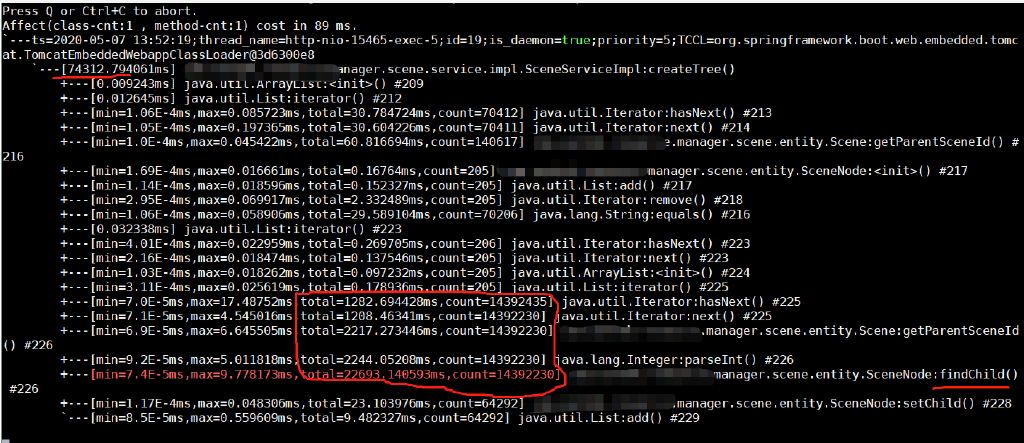 Press Q or Ctrl+C to abort.
Affect(class-cnt:1 , method-cnt:1) cost in 89 ms.
`---ts=2020-05-07 13:52:19;thread_name=http-nio-15465-exec-5;id=19;is_daemon=true;priority=5;TCCL=org.springframework.boot.web.embedded.tomc
at.TomcatEmbeddedWebappClassLoader@3d6300e8
`---[74312.794061ms] anager.scene.service.impl.SceneServiceImpl:createTree()
+---[0.009243ms] java.util.ArrayList:<init>() #209
+---[0.012645ms] java.util.List:iterator() #212
+---[min=1.06E-4ms,max=0.085723ms,total=30.784724ms,count=70412] java.util.Iterator:hasNext() #213
+---[min=1.05E-4ms,max=0.197365ms,total=30.604226ms,count=70411] java.util.Iterator:next() #214
+---[min=1.0E-4ms,max=0.045422ms,total=60.816694ms,count=140617] e.manager.scene.entity.Scene:getParentSceneId() #
216
+---[min=1.69E-4ms,max=0.016661ms,total=0.16764ms,count=205] manager.scene.entity.SceneNode:<init>() #217
+---[min=1.14E-4ms,max=0.018596ms,total=0.152327ms,count=205] java.util.List:add() #217
+---[min=2.95E-4ms,max=0.069917ms,total=2.332489ms,count=205] java.util.Iterator:remove() #218
+---[min=1.06E-4ms,max=0.058906ms,total=29.589104ms,count=70206] java.lang.String:equals() #216
+---[0.032338ms] java.util.List:iterator() #223
+---[min=4.01E-4ms,max=0.022959ms,total=0.269705ms,count=206] java.util.Iterator:hasNext() #223
+---[min=2.16E-4ms,max=0.018474ms,total=0.137546ms,count=205] java.util.Iterator:next() #223
+---[min=1.03E-4ms,max=0.018262ms,total=0.097232ms,count=205] java.util.ArrayList:<init>() #224
+---[min=3.11E-4ms,max=0.025619ms,total=0.178936ms,count=205] java.util.List:iterator() #225
+---[min=7.0E-5ms,max=17.48752ms,total=1282.694428ms,count=14392435] java.util.Iterator:hasNext() #225
+---[min=7.1E-5ms,max=4.545016ms,total=1208.46341ms,count=14392230] java.util.Iterator:next() #225
+---[min=6.9E-5ms,max=6.645505ms,total=2217.273446ms,count=14392230] .manager.scene.entity.Scene:getParentSceneId
() #226
+---[min=9.2E-5ms,max=5.011818ms,total=2244.05208ms,count=14392230] java.lang.Integer:parseInt() #226
+---[min=7.4E-5ms,max=9.778173ms,total=22693.140593ms,count=14392230] manager.scene.entity.SceneNode:findChild()
#226
+---[min=1.17E-4ms,max=0.048306ms,total=23.103976ms,count=64292] .manager.scene.entity.SceneNode:setChild() #228
`---[min=8.5E-5ms,max=0.559609ms,total=9.482327ms,count=64292] java.util.List:add() #229